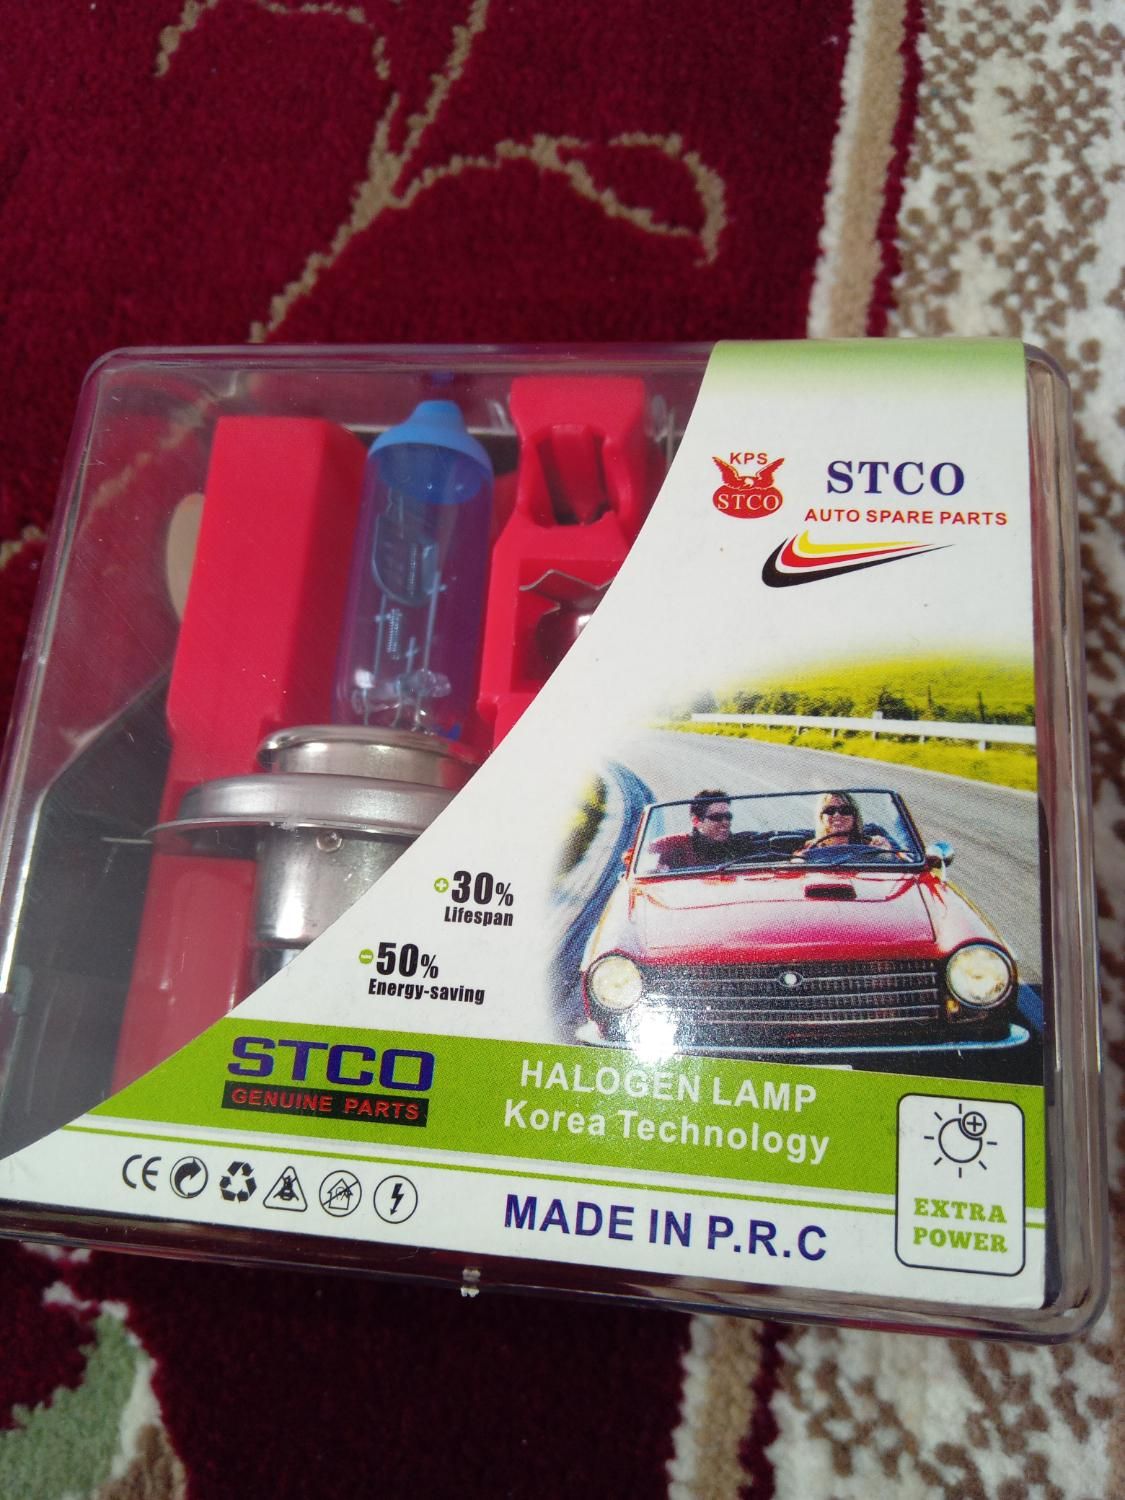 KPS
STCO
STCO
AUTO SPARE PARTS
+30%
Lifespan
-50%
Energy-saving
STCO
GENUINE PARTS
HALOGEN LAMP
Korea Technology
CE
MADE IN P.R.C
EXTRA
POWER